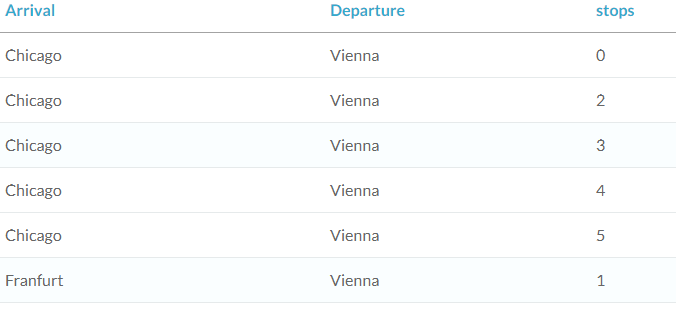 Arrival Departure stops
Chicago Vienna 0
Chicago Vienna 2
Chicago Vienna 3
Chicago Vienna 4
Chicago Vienna 5
Franfurt Vienna 1